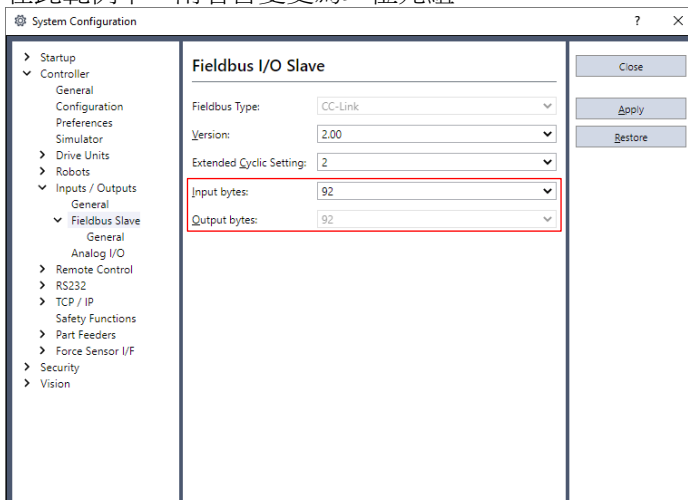 System Configuration
?
Startup
Controller
General
Configuration
Preferences
Simulator
Drive Units
Robots
Inputs / Outputs
General
Fieldbus Slave
General
Analog I/O
Remote Control
RS232
TCP / IP
Safety Functions
Part Feeders
Force Sensor I/F
Security
Vision
Fieldbus I/O Slave
Fieldbus Type: CC-Link
Version: 2.00
Extended Cyclic Setting: 2
Input bytes: 92
Output bytes: 92
Close
Apply
Restore